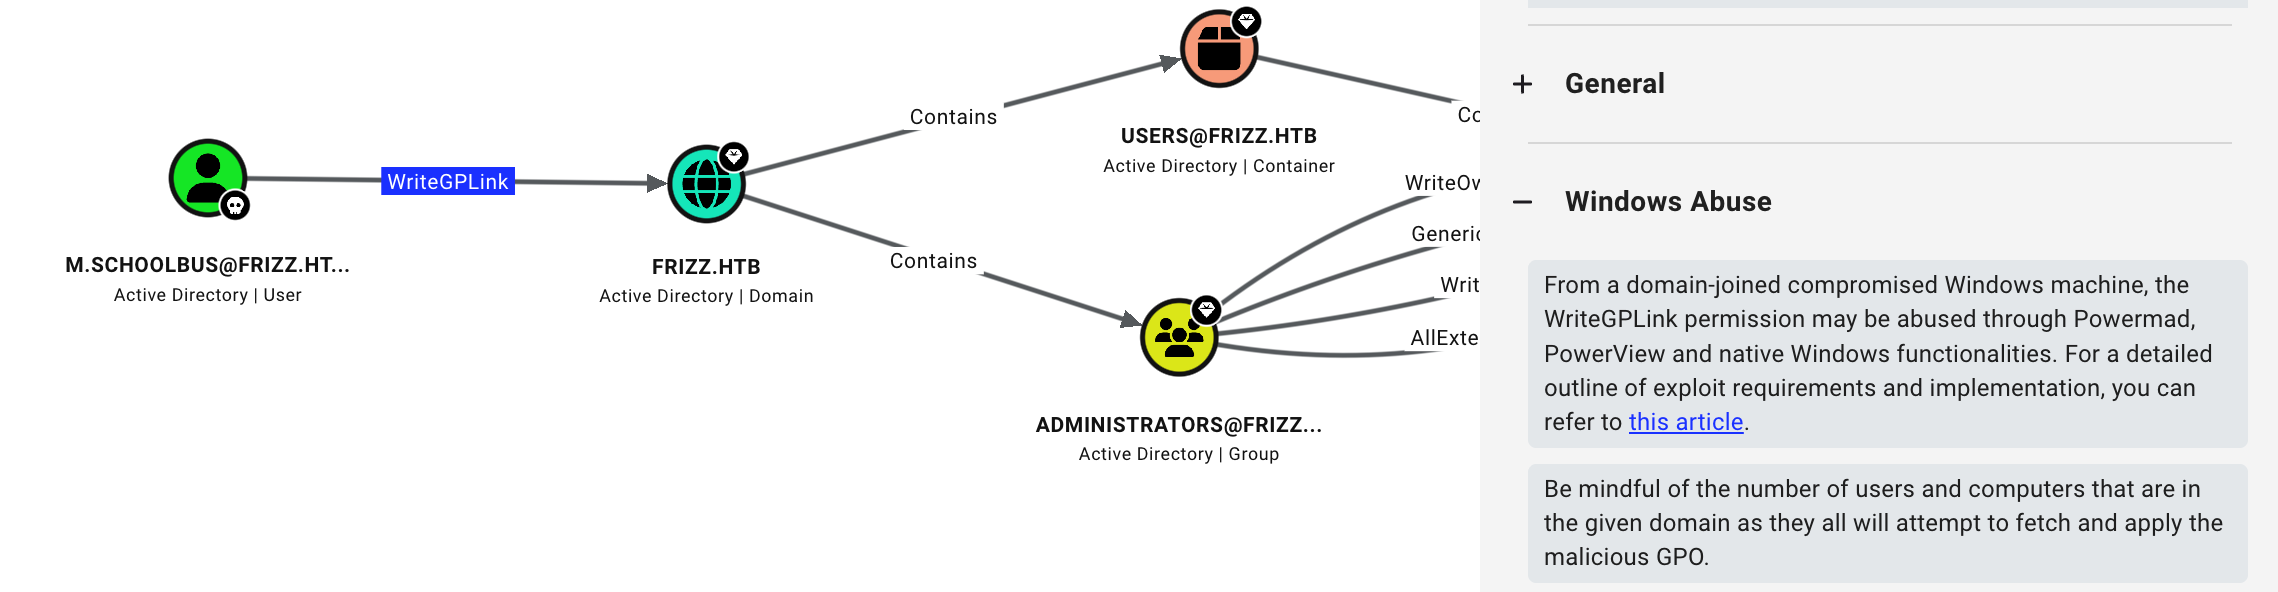 Contains
USERS@FRIZZ.HTB
Active Directory | Container
Co
WriteGPLink
M.SCHOOLBUS@FRIZZ.HT...
Active Directory | User
FRIZZ.HTB
Active Directory | Domain
Contains
WriteOw
Generic
Writ
AllExte
ADMINISTRATORS@FRIZZ...
Active Directory | Group
General
Windows Abuse
From a domain-joined compromised Windows machine, the
WriteGPLink permission may be abused through Powermad,
PowerView and native Windows functionalities. For a detailed
outline of exploit requirements and implementation, you can
refer to this article.
Be mindful of the number of users and computers that are in
the given domain as they all will attempt to fetch and apply the
malicious GPO.